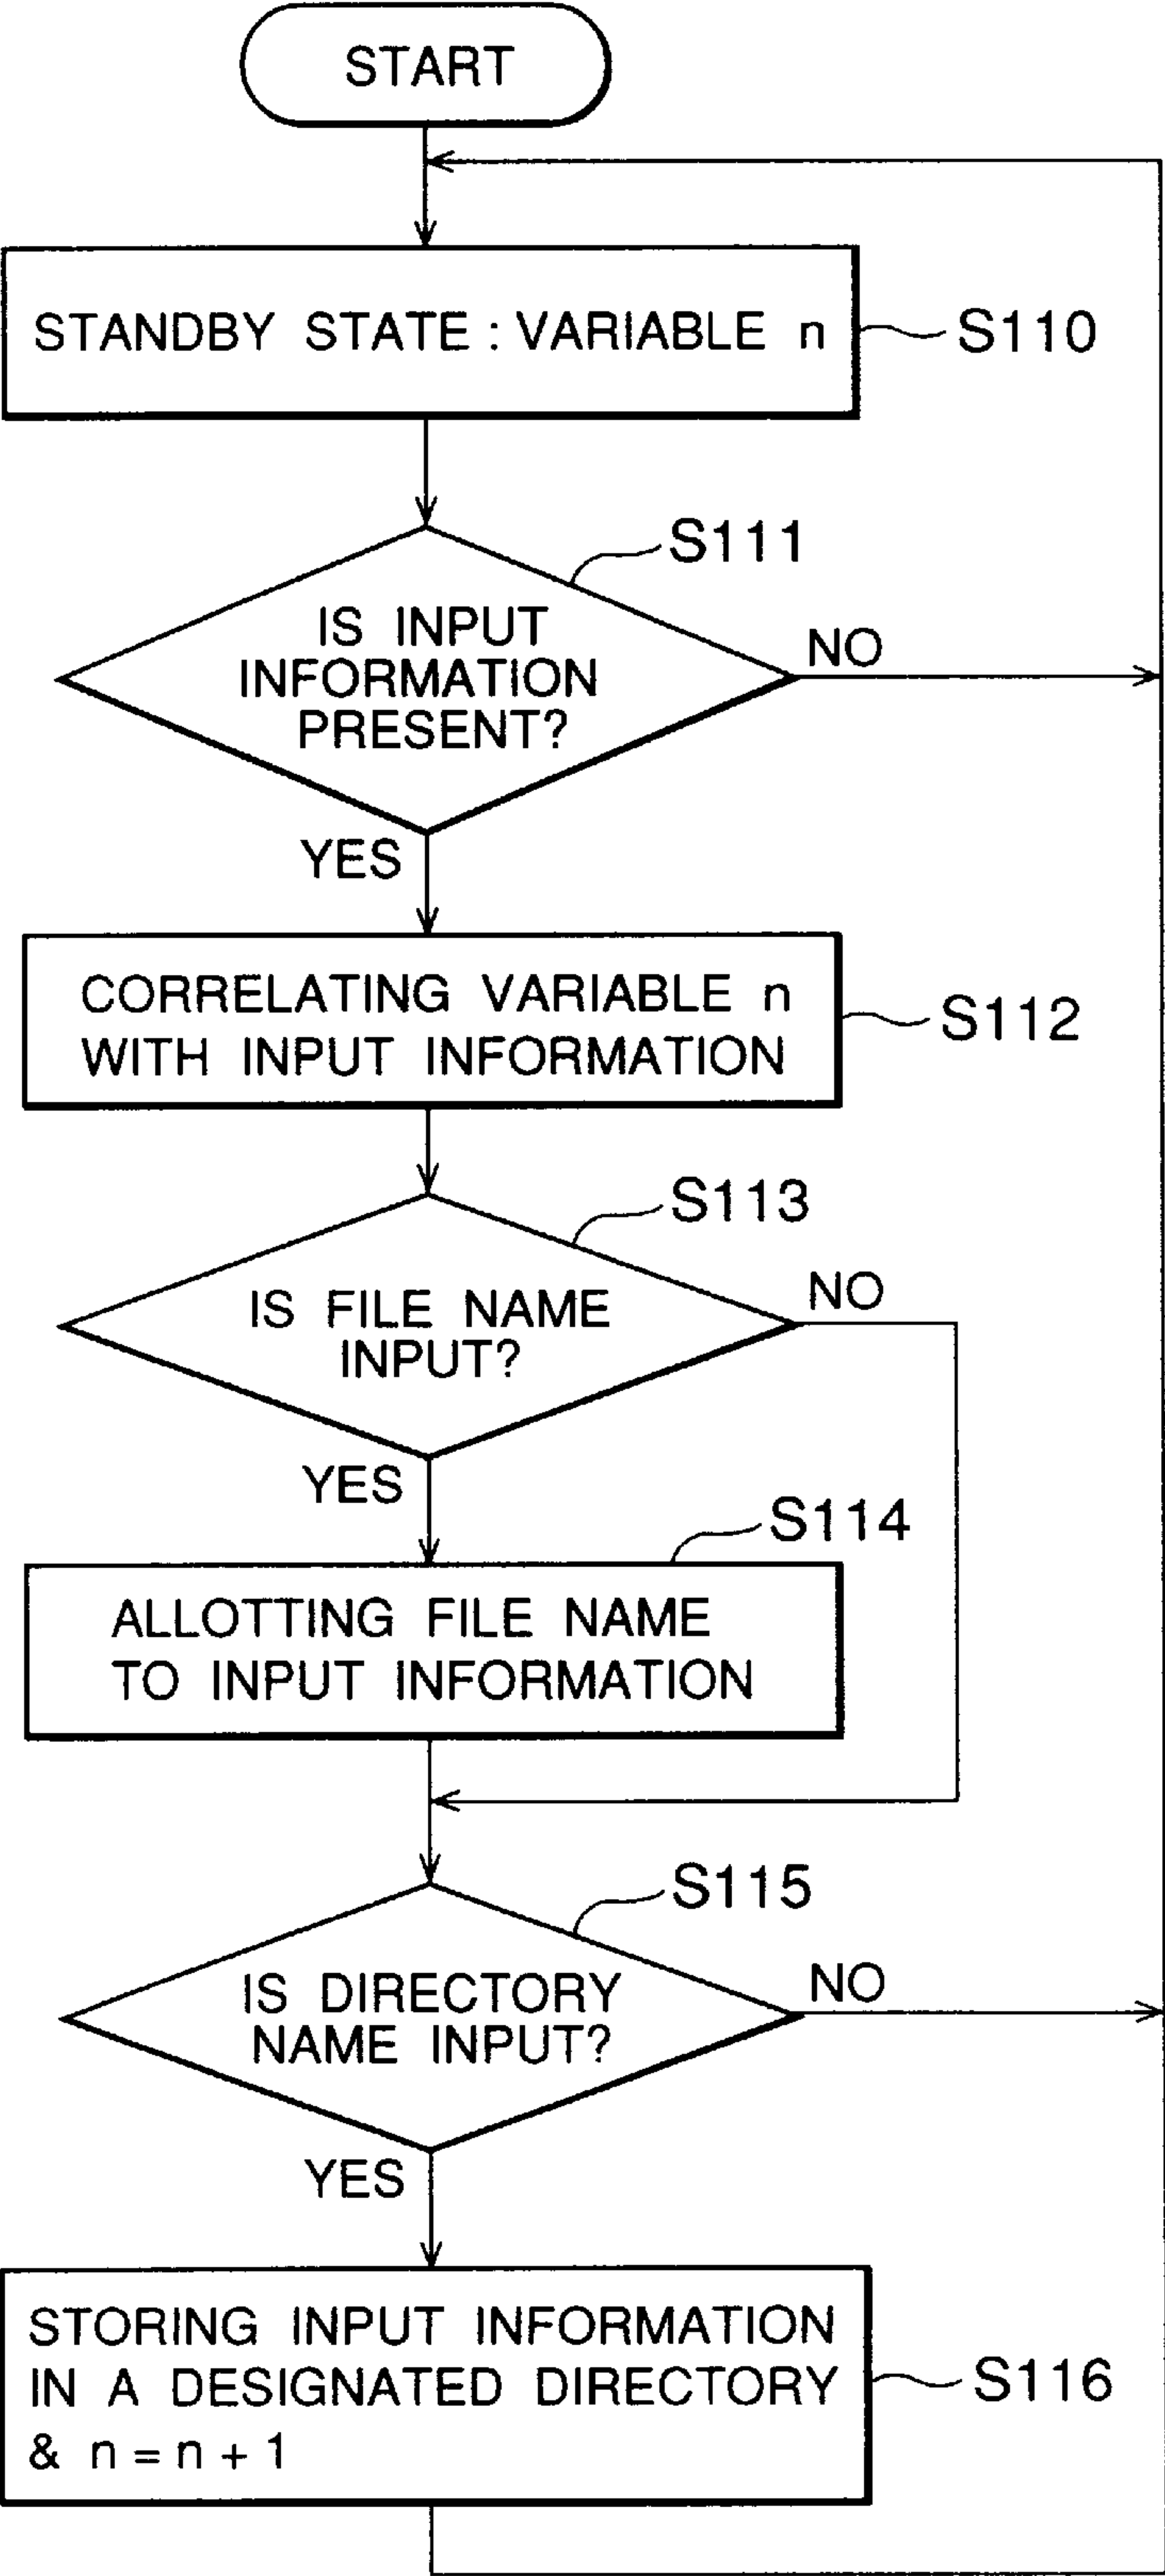 START
STANDBY STATE : VARIABLE n
S110
S111
IS INPUT
INFORMATION
PRESENT?
NO
YES
CORRELATING VARIABLE n
WITH INPUT INFORMATION
S112
S113
IS FILE NAME
INPUT?
NO
YES
S114
ALLOTTING FILE NAME
TO INPUT INFORMATION
S115
IS DIRECTORY
NAME INPUT?
NO
YES
STORING INPUT INFORMATION
IN A DESIGNATED DIRECTORY
& n = n + 1
S116